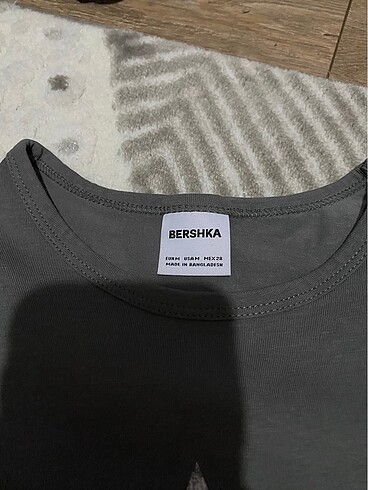 BERSHKA
EUR M USA M MEX 28
MADE IN BANGLADESH